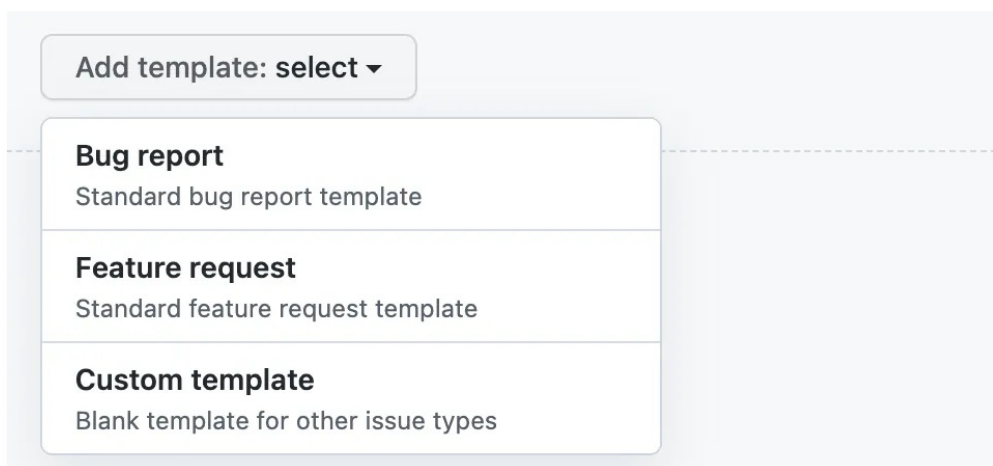 Add template: select
Bug report
Standard bug report template
Feature request
Standard feature request template
Custom template
Blank template for other issue types